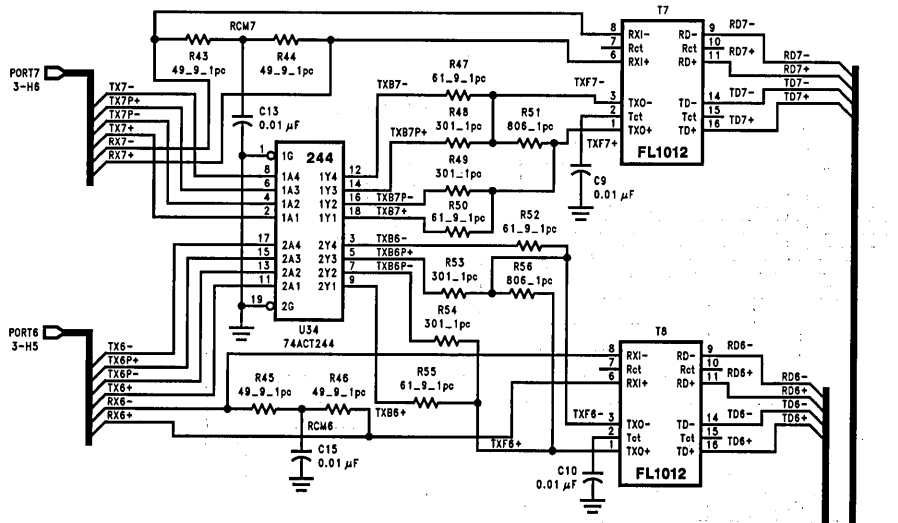 T7
RCM7
R43
49_9_1pc
R44
49_9_1pc
8 RXI- RD- 9 RD7-
7 Rct Rct 10
6 RXI+ RD+ 11 RD7+
RD7-
RD7+
TD7-
TD7+
3 TXO- TD- 14 TD7-
2 Tct Tct 15
1 TXO+ TD+ 16 TD7+
FL1012
PORT7
3-H6
TX7-
TX7P+
TX7P-
TX7+
RX7-
RX7+
C13
0.01 µF
TXB7-
R47
61_9_1pc
TXF7-
R48
301_1pc
R51
806_1pc
TXB7P+
TXF7+
R49
301_1pc
C9
0.01 µF
TXB7P-
TXB7+
R50
61_9_1pc
244
1 1G
8 1A4 1Y4 12
6 1A3 1Y3 14
4 1A2 1Y2 16
2 1A1 1Y1 18
17 2A4 2Y4 3
15 2A3 2Y3 5
13 2A2 2Y2 7
11 2A1 2Y1 9
19 2G
U34
74ACT244
TXB6-
TXB6P+
TXB6P-
R52
61_9_1pc
R53
301_1pc
R56
806_1pc
R54
301_1pc
R55
61_9_1pc
TXB6+
PORT6
3-H5
TX6-
TX6P+
TX6P-
TX6+
RX6-
RX6+
R45
49_9_1pc
R46
49_9_1pc
RCM6
C15
0.01 µF
TXF6-
TXF6+
C10
0.01 µF
T8
8 RXI- RD- 9 RD6-
7 Rct Rct 10
6 RXI+ RD+ 11 RD6+
RD6-
RD6+
TD6-
TD6+
3 TXO- TD- 14 TD6-
2 Tct Tct 15
1 TXO+ TD+ 16 TD6+
FL1012